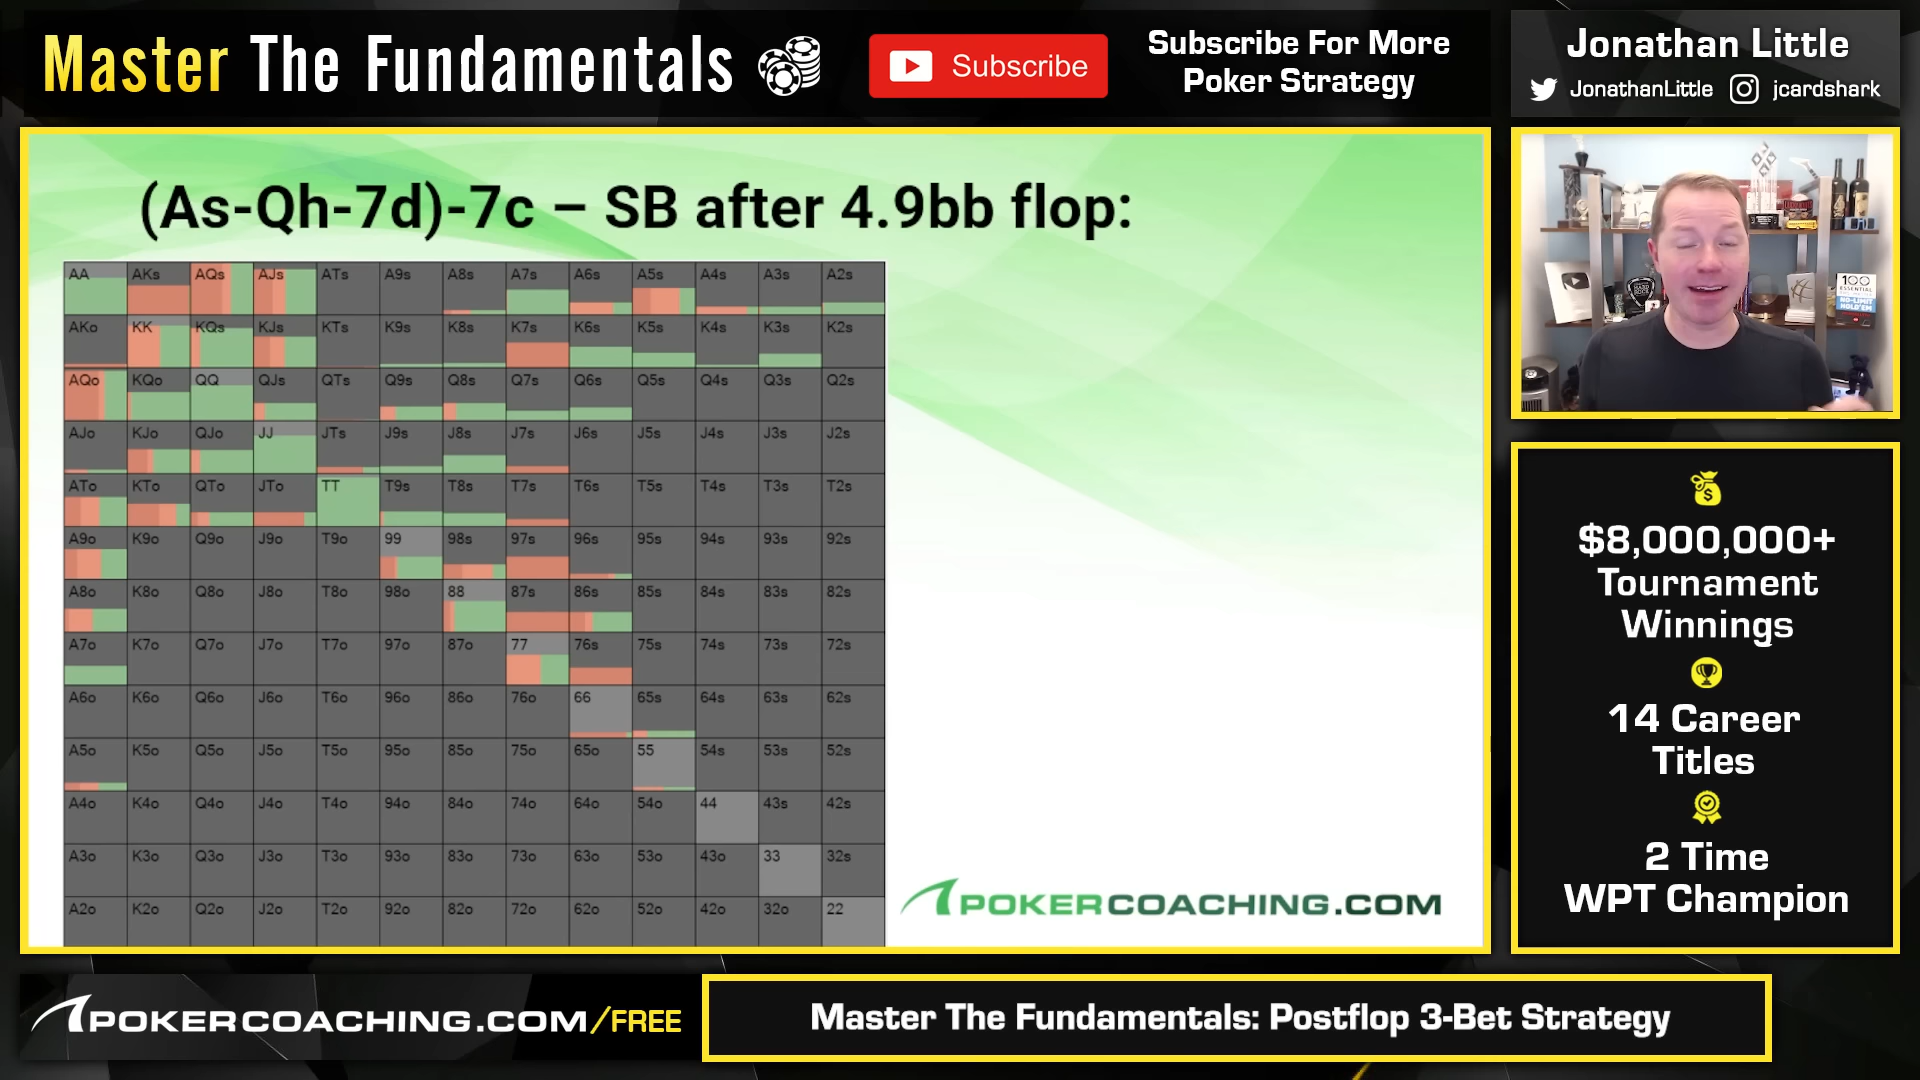 Master The Fundamentals
Subscribe
Subscribe For More
Poker Strategy
Jonathan Little
JonathanLittle jcardshark
(As-Qh-7d)-7c – SB after 4.9bb flop:
AA AKs AQs AJs ATs A9s A8s A7s A6s A5s A4s A3s A2s
AKo KK KQs KJs KTs K9s K8s K7s K6s K5s K4s K3s K2s
AQo KQo QQ QJs QTs Q9s Q8s Q7s Q6s Q5s Q4s Q3s Q2s
AJo KJo QJo JJ JTs J9s J8s J7s J6s J5s J4s J3s J2s
ATo KTo QTo JTo TT T9s T8s T7s T6s T5s T4s T3s T2s
A9o K9o Q9o J9o T9o 99 98s 97s 96s 95s 94s 93s 92s
A8o K8o Q8o J8o T8o 98o 88 87s 86s 85s 84s 83s 82s
A7o K7o Q7o J7o T7o 97o 87o 77 76s 75s 74s 73s 72s
A6o K6o Q6o J6o T6o 96o 86o 76o 66 65s 64s 63s 62s
A5o K5o Q5o J5o T5o 95o 85o 75o 65o 55 54s 53s 52s
A4o K4o Q4o J4o T4o 94o 84o 74o 64o 54o 44 43s 42s
A3o K3o Q3o J3o T3o 93o 83o 73o 63o 53o 43o 33 32s
A2o K2o Q2o J2o T2o 92o 82o 72o 62o 52o 42o 32o 22
POKERCOACHING.COM
100
ESSENTIAL
NO-LIMIT
HOLD'EM
$8,000,000+
Tournament
Winnings
14 Career
Titles
2 Time
WPT Champion
POKERCOACHING.COM/FREE
Master The Fundamentals: Postflop 3-Bet Strategy